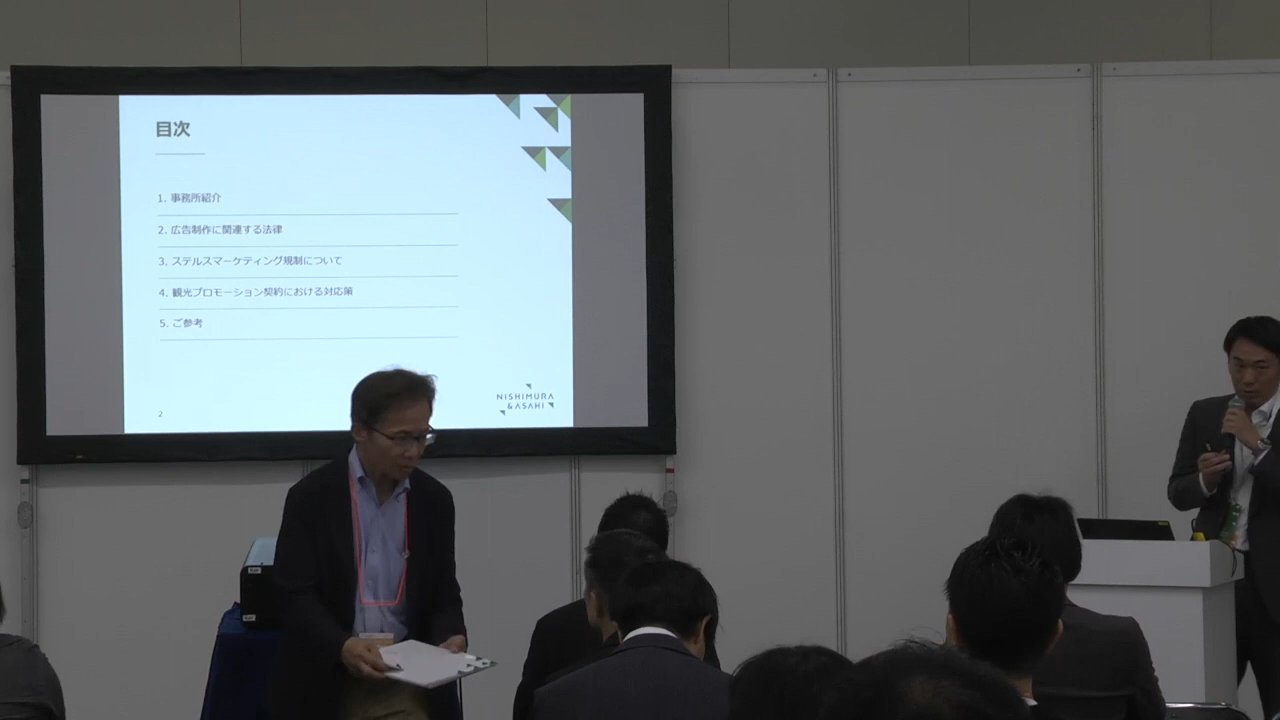 目次
1. 事務所紹介
2. 広告制作に関連する法律
3. ステルスマーケティング規制について
4. 観光プロモーション契約における対応策
5. ご参考
2
NISHIMURA
& ASAHI